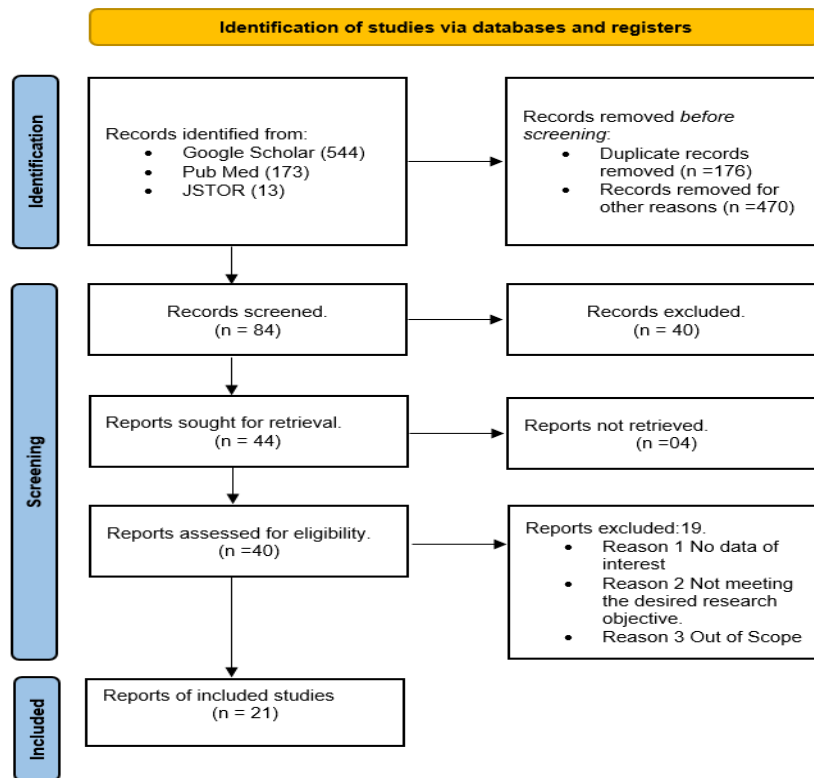 Identification of studies via databases and registers
Identification
Records identified from:
• Google Scholar (544)
• Pub Med (173)
• JSTOR (13)
Records removed before
screening:
• Duplicate records
removed (n =176)
• Records removed for
other reasons (n =470)
Screening
Records screened.
(n = 84)
Records excluded.
(n = 40)
Reports sought for retrieval.
(n = 44)
Reports not retrieved.
(n =04)
Reports assessed for eligibility.
(n =40)
Reports excluded:19.
• Reason 1 No data of
interest
• Reason 2 Not meeting
the desired research
objective.
• Reason 3 Out of Scope
Included
Reports of included studies
(n = 21)